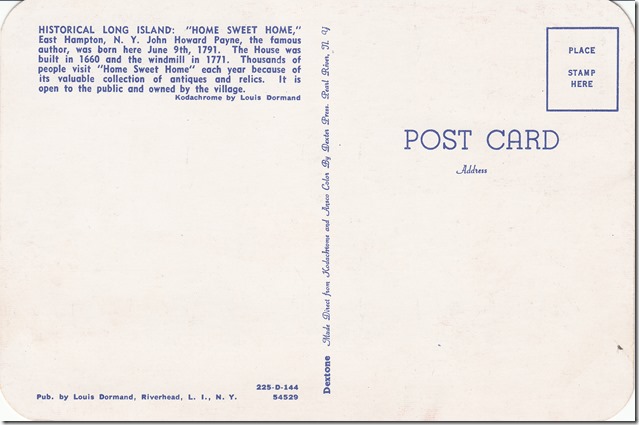 HISTORICAL LONG ISLAND: "HOME SWEET HOME,"
East Hampton, N. Y. John Howard Payne, the famous
author, was born here June 9th, 1791. The House was
built in 1660 and the windmill in 1771. Thousands of
people visit "Home Sweet Home" each year because of
its valuable collection of antiques and relics. It is
open to the public and owned by the village.
Kodachrome by Louis Dormand
225-D-144
Pub. by Louis Dormand, Riverhead, L. I., N. Y. 54529
Dextone Made Direct from Kodachrome and Ansco Color By Dexter Press, Pearl River, N. Y.
PLACE
STAMP
HERE
POST CARD
Address